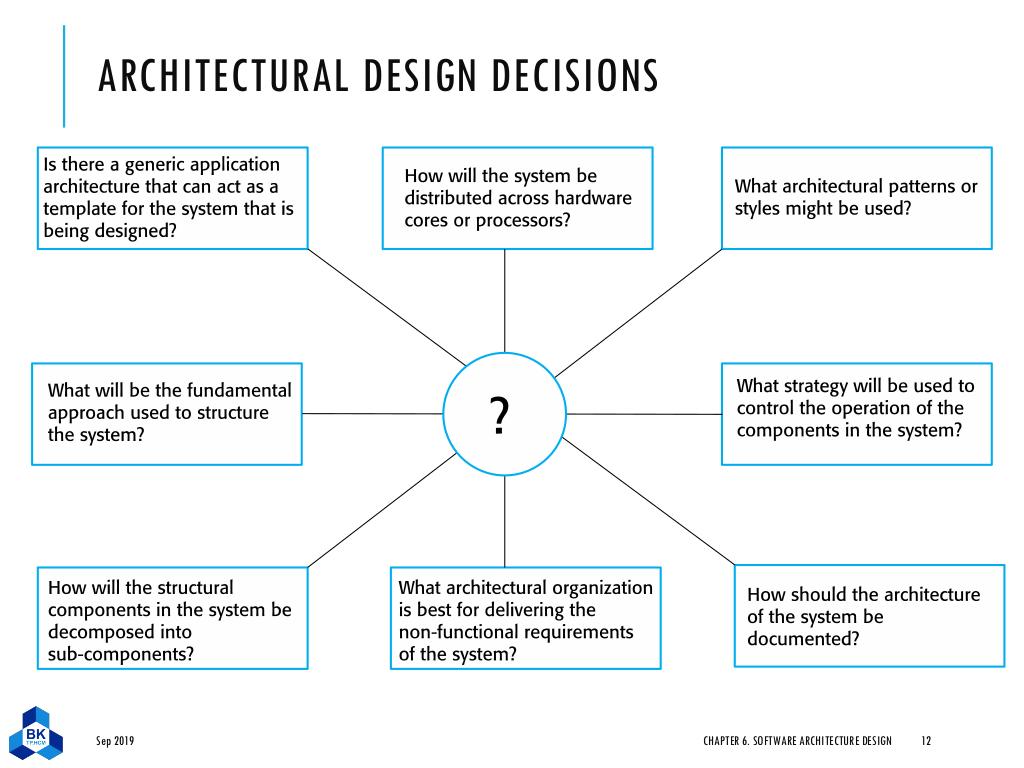 ARCHITECTURAL DESIGN DECISIONS
Is there a generic application
architecture that can act as a
template for the system that is
being designed?
How will the system be
distributed across hardware
cores or processors?
What architectural patterns or
styles might be used?
What will be the fundamental
approach used to structure
the system?
?
What strategy will be used to
control the operation of the
components in the system?
How will the structural
components in the system be
decomposed into
sub-components?
What architectural organization
is best for delivering the
non-functional requirements
of the system?
How should the architecture
of the system be
documented?
BK
TP.HCM
Sep 2019
CHAPTER 6. SOFTWARE ARCHITECTURE DESIGN
12